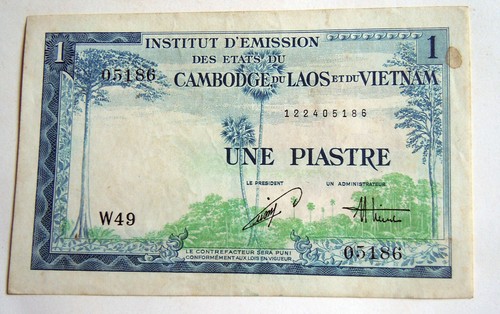 1 INSTITUT D'EMISSION 1
DES ETATS DU
05186 CAMBODGE DU LAOS ET DU VIETNAM
122405186
UNE PIASTRE
LE PRESIDENT UN ADMINISTRATEUR
W49
05186
LE CONTREFACTEUR SERA PUNI
CONFORMÉMENT AUX LOIS EN VIGUEUR